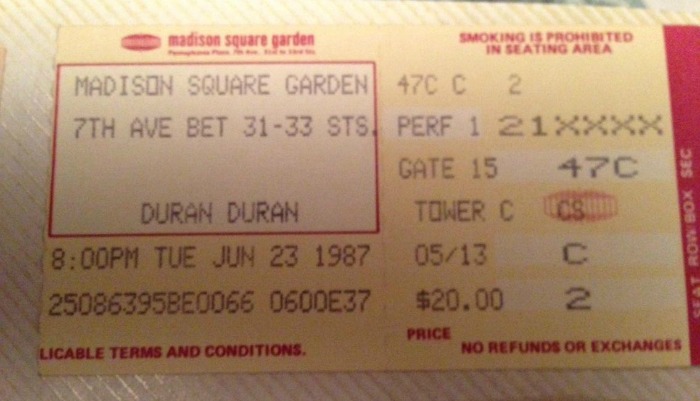 madison square garden
Pennsylvania Plaza, 7th Ave., 31st to 33rd Sts.
SMOKING IS PROHIBITED
IN SEATING AREA
MADISON SQUARE GARDEN
7TH AVE BET 31-33 STS.
DURAN DURAN
8:00PM TUE JUN 23 1987
25086395BE0066 0600E37
LICABLE TERMS AND CONDITIONS.
47C C 2
PERF 1 21XXXX
GATE 15 47C
TOWER C CS
05/13 C
$20.00 2
PRICE
NO REFUNDS OR EXCHANGES
SEAT ROW/BOX SEC